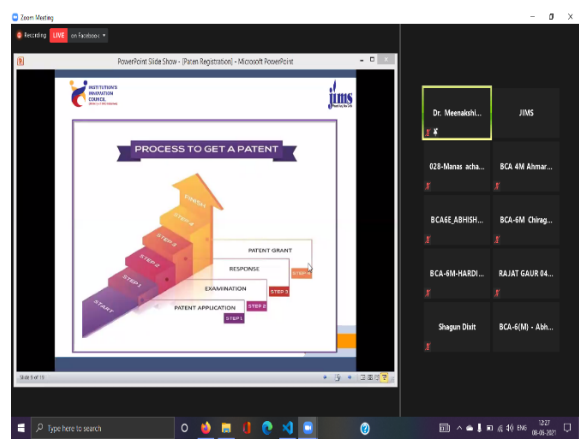 Zoom Meeting
Recording LIVE on Facebook
PowerPoint Slide Show - [Paten Registration] - Microsoft PowerPoint
INSTITUTION'S
INNOVATION
COUNCIL
jims
PROCESS TO GET A PATENT
FINISH
STEP-4
STEP-3
STEP-2
STEP-1
START
PATENT GRANT
STEP 4
RESPONSE
STEP 3
EXAMINATION
STEP 2
PATENT APPLICATION
STEP 1
Dr. Meenakshi...
JIMS
028-Manas acha...
BCA 4M Ahmar...
BCA6E_ABHISH...
BCA-6M Chirag...
BCA-6M-HARDI...
RAJAT GAUR 04...
Shagun Dixit
BCA-6(M) - Abh...
Type here to search
ENG
12:27
08-05-2021